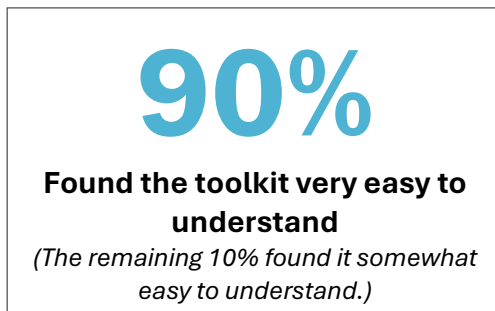 90%
Found the toolkit very easy to
understand
(The remaining 10% found it somewhat
easy to understand.)